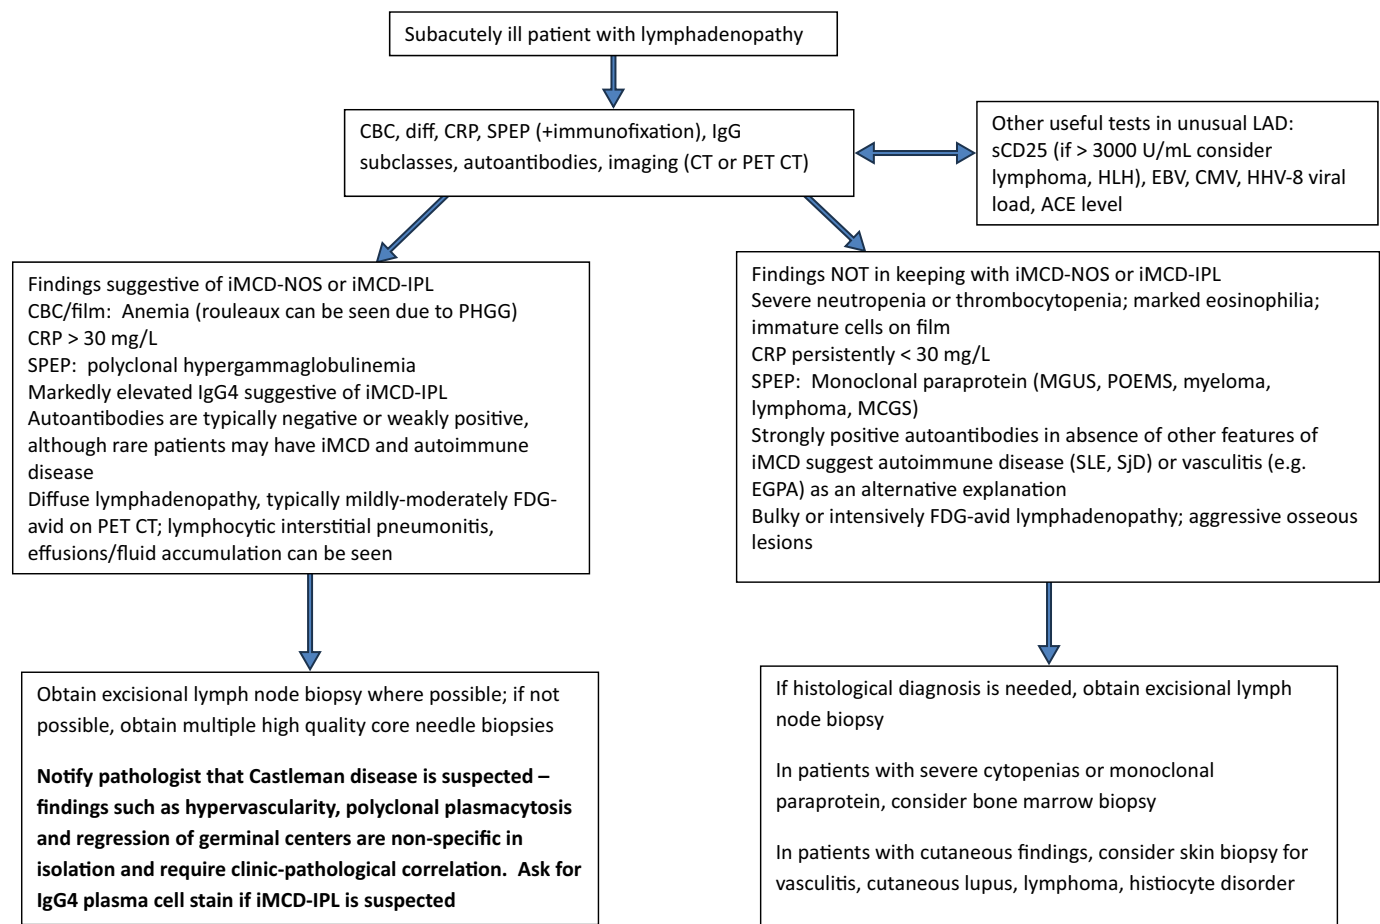 Subacutely ill patient with lymphadenopathy
CBC, diff, CRP, SPEP (+immunofixation), IgG
subclasses, autoantibodies, imaging (CT or PET CT)
Other useful tests in unusual LAD:
sCD25 (if > 3000 U/mL consider
lymphoma, HLH), EBV, CMV, HHV-8 viral
load, ACE level
Findings suggestive of iMCD-NOS or iMCD-IPL
CBC/film:  Anemia (rouleaux can be seen due to PHGG)
CRP > 30 mg/L
SPEP:  polyclonal hypergammaglobulinemia
Markedly elevated IgG4 suggestive of iMCD-IPL
Autoantibodies are typically negative or weakly positive,
although rare patients may have iMCD and autoimmune
disease
Diffuse lymphadenopathy, typically mildly-moderately FDG-
avid on PET CT; lymphocytic interstitial pneumonitis,
effusions/fluid accumulation can be seen
Findings NOT in keeping with iMCD-NOS or iMCD-IPL
Severe neutropenia or thrombocytopenia; marked eosinophilia;
immature cells on film
CRP persistently < 30 mg/L
SPEP:  Monoclonal paraprotein (MGUS, POEMS, myeloma,
lymphoma, MCGS)
Strongly positive autoantibodies in absence of other features of
iMCD suggest autoimmune disease (SLE, SjD) or vasculitis (e.g.
EGPA) as an alternative explanation
Bulky or intensively FDG-avid lymphadenopathy; aggressive osseous
lesions
Obtain excisional lymph node biopsy where possible; if not
possible, obtain multiple high quality core needle biopsies
Notify pathologist that Castleman disease is suspected –
findings such as hypervascularity, polyclonal plasmacytosis
and regression of germinal centers are non-specific in
isolation and require clinic-pathological correlation.  Ask for
IgG4 plasma cell stain if iMCD-IPL is suspected
If histological diagnosis is needed, obtain excisional lymph
node biopsy
In patients with severe cytopenias or monoclonal
paraprotein, consider bone marrow biopsy
In patients with cutaneous findings, consider skin biopsy for
vasculitis, cutaneous lupus, lymphoma, histiocyte disorder